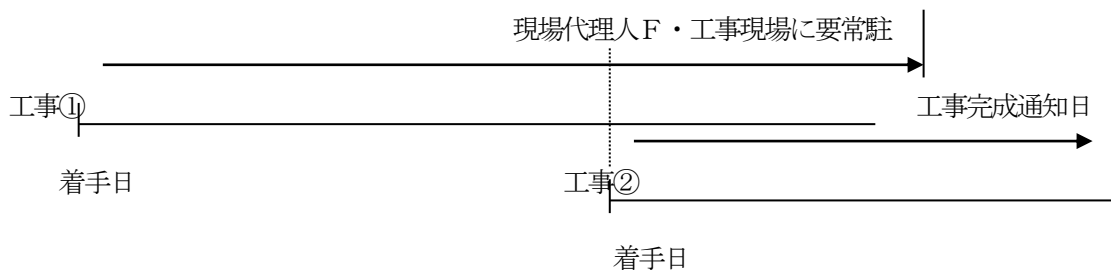 現場代理人F・工事現場に要常駐
工事①
工事完成通知日
着手日
工事②
着手日